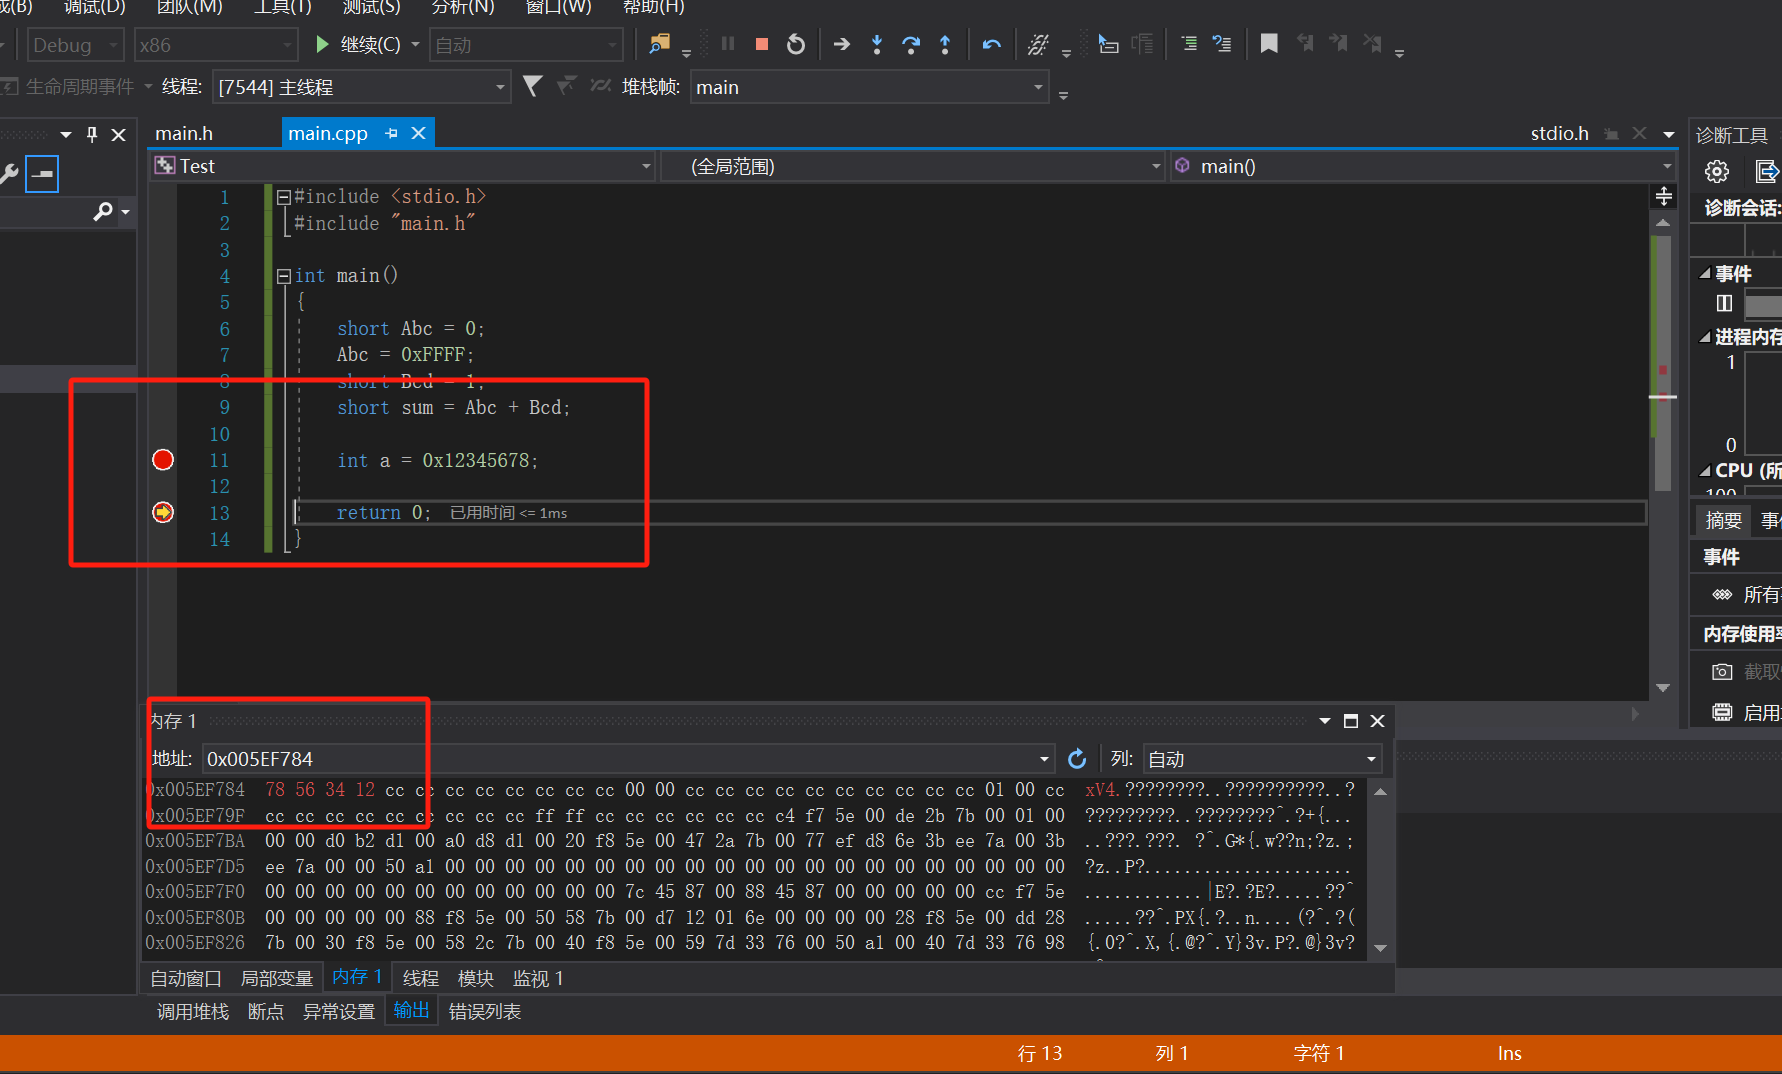 成(B) 调试(D) 团队(M) 工具(T) 测试(S) 分析(N) 窗口(W) 帮助(H)
Debug x86 继续(C) 自动
生命周期事件 线程: [7544] 主线程 堆栈帧: main
main.h main.cpp stdio.h 诊断工具
Test (全局范围) main()
诊断会话:
1 #include <stdio.h>
2 #include "main.h"
3
4 int main()
5 {
6 short Abc = 0;
7 Abc = 0xFFFF;
8 short Bcd = 1;
9 short sum = Abc + Bcd;
10
11 int a = 0x12345678;
12
13 return 0; 已用时间 <= 1ms
14 }
事件
进程内存
1
0
CPU (所
100
摘要 事件
事件
所有
内存使用率
截取
启用
内存 1
地址: 0x005EF784 列: 自动
0x005EF784 78 56 34 12 cc cc cc cc cc cc cc cc 00 00 cc cc cc cc cc cc cc cc cc cc 01 00 cc xV4.????????..??????????..?
0x005EF79F cc cc cc cc cc cc cc cc cc ff ff cc cc cc cc cc cc c4 f7 5e 00 de 2b 7b 00 01 00 ?????????..????????^.?+{...
0x005EF7BA 00 00 d0 b2 d1 00 a0 d8 d1 00 20 f8 5e 00 47 2a 7b 00 77 ef d8 6e 3b ee 7a 00 3b ..???.???. ?^.G*{.w??n;?z.;
0x005EF7D5 ee 7a 00 00 50 a1 00 00 00 00 00 00 00 00 00 00 00 00 00 00 00 00 00 00 00 00 00 ?z..P?.....................
0x005EF7F0 00 00 00 00 00 00 00 00 00 00 00 00 7c 45 87 00 88 45 87 00 00 00 00 00 cc f7 5e ............|E?.?E?.....??^
0x005EF80B 00 00 00 00 00 88 f8 5e 00 50 58 7b 00 d7 12 01 6e 00 00 00 00 28 f8 5e 00 dd 28 .....??^.PX{.?..n....(?^.?(
0x005EF826 7b 00 30 f8 5e 00 58 2c 7b 00 40 f8 5e 00 59 7d 33 76 00 50 a1 00 40 7d 33 76 98 {.0?^.X,{.@?^.Y}3v.P?.@}3v?
自动窗口 局部变量 内存 1 线程 模块 监视 1
调用堆栈 断点 异常设置 输出 错误列表
行 13 列 1 字符 1 Ins